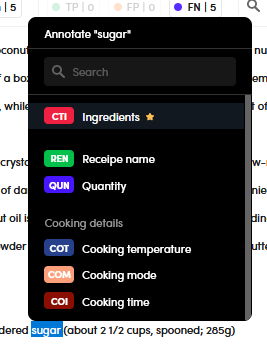 5 TP | 0 FP | 0 FN | 5
Annotate "sugar"
Search
CTI Ingredients
REN Receipe name
QUN Quantity
Cooking details
COT Cooking temperature
COM Cooking mode
COI Cooking time
sugar (about 2 1/2 cups, spooned; 285g)